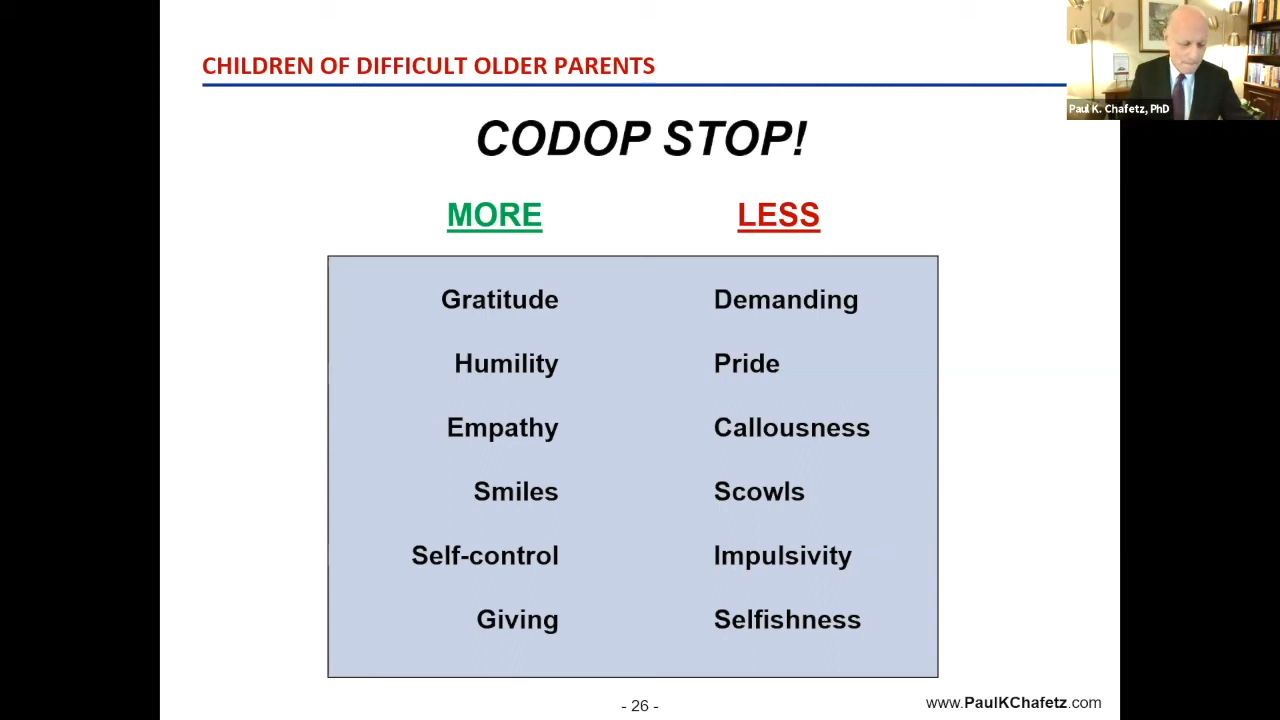 CHILDREN OF DIFFICULT OLDER PARENTS
Paul K. Chafetz, PhD
CODOP STOP!
MORE LESS
Gratitude Demanding
Humility Pride
Empathy Callousness
Smiles Scowls
Self-control Impulsivity
Giving Selfishness
- 26 -
www.PaulKChafetz.com